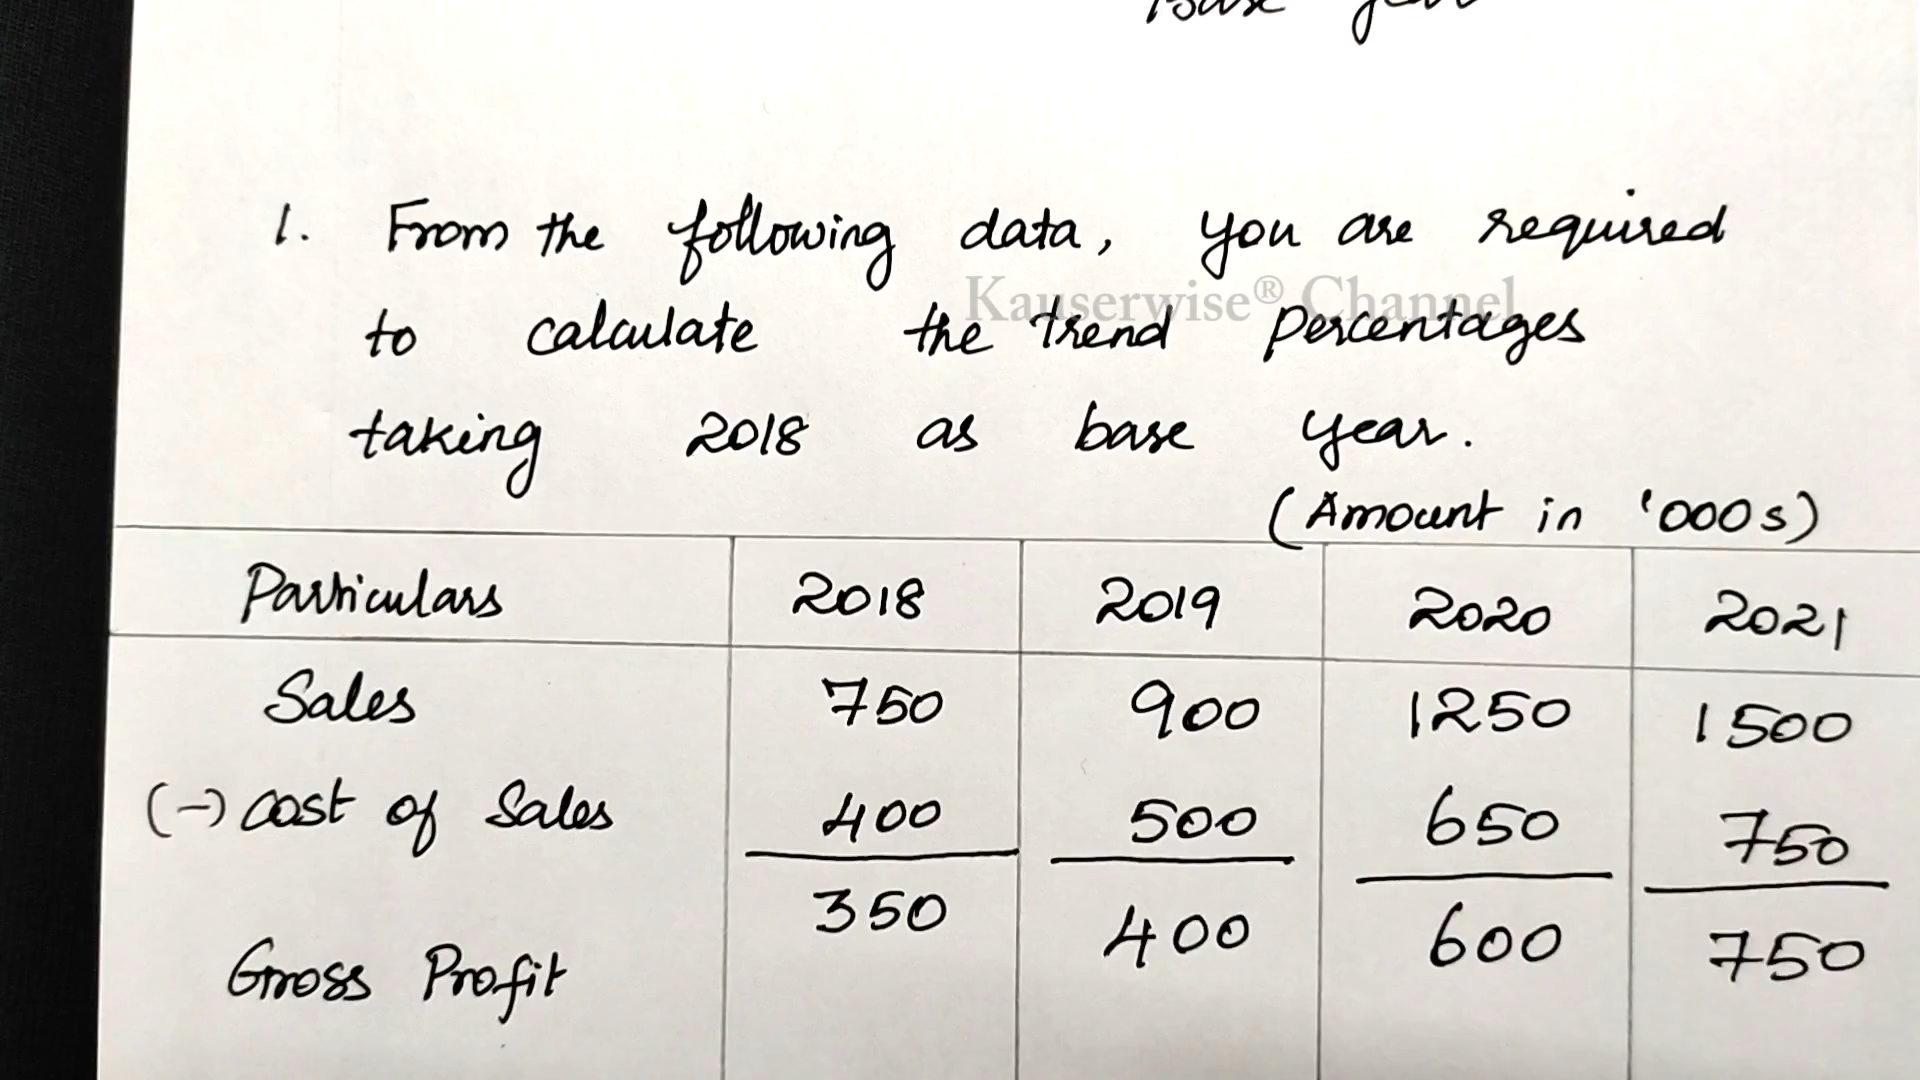 Base year
1. From the following data, you are required
Kauserwise® Channel
to calculate the trend percentages
taking 2018 as base year.
(Amount in '000s)
Particulars 2018 2019 2020 2021
Sales 750 900 1250 1500
(-) cost of Sales 400 500 650 750
Gross Profit 350 400 600 750